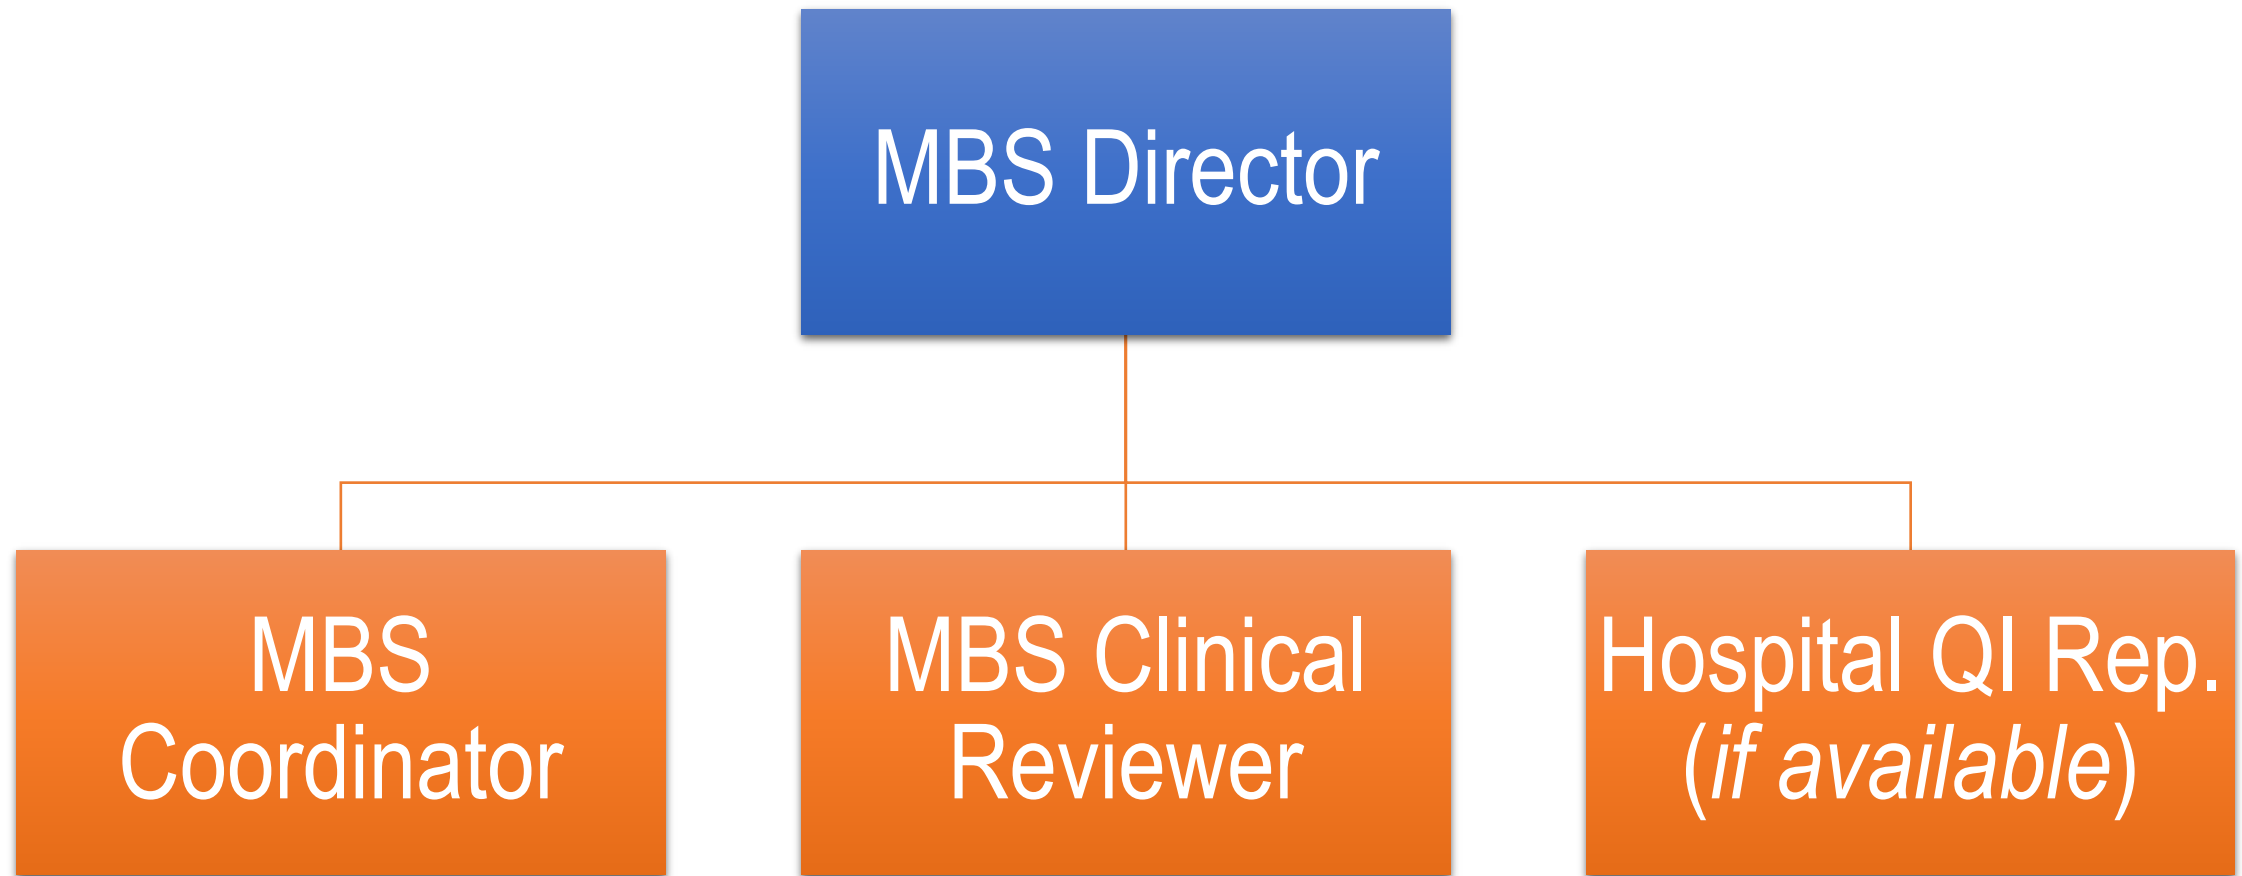 MBS Director
MBS
Coordinator
MBS Clinical
Reviewer
Hospital QI Rep.
(if available)